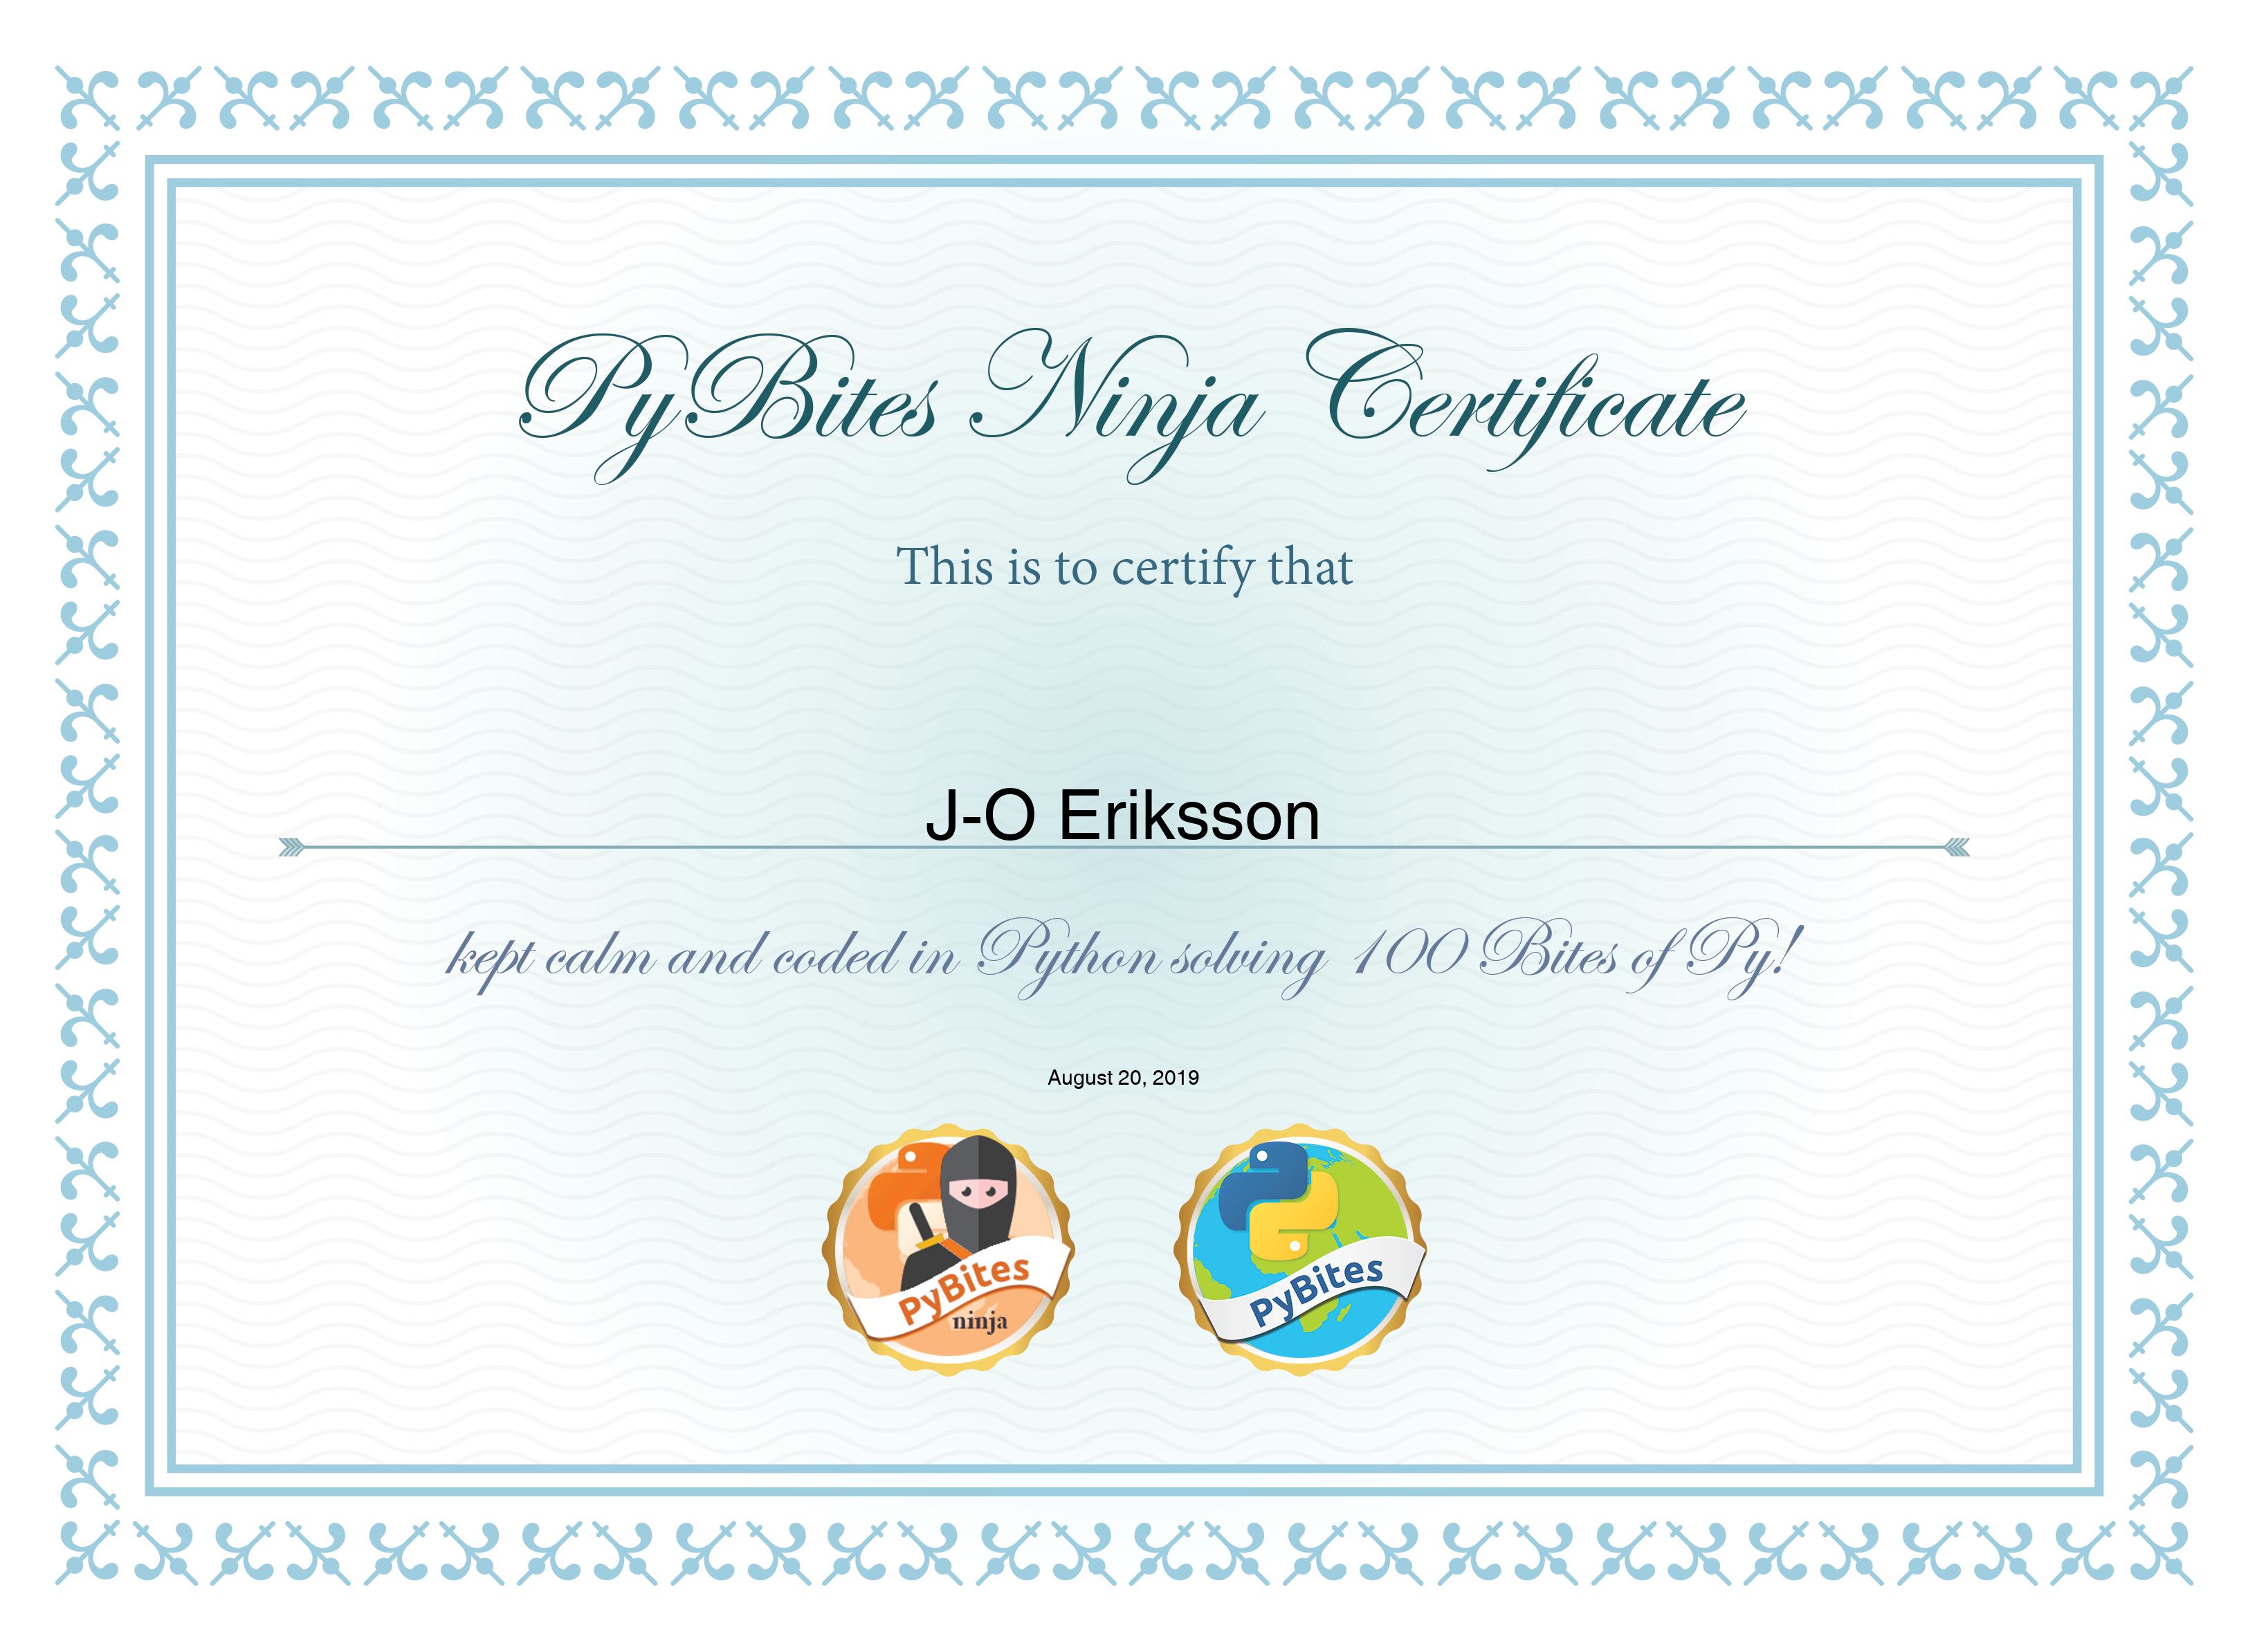 PyBites Ninja Certificate
This is to certify that
J-O Eriksson
kept calm and coded in Python solving 100 Bites of Py!
August 20, 2019
PyBites
ninja
PyBites